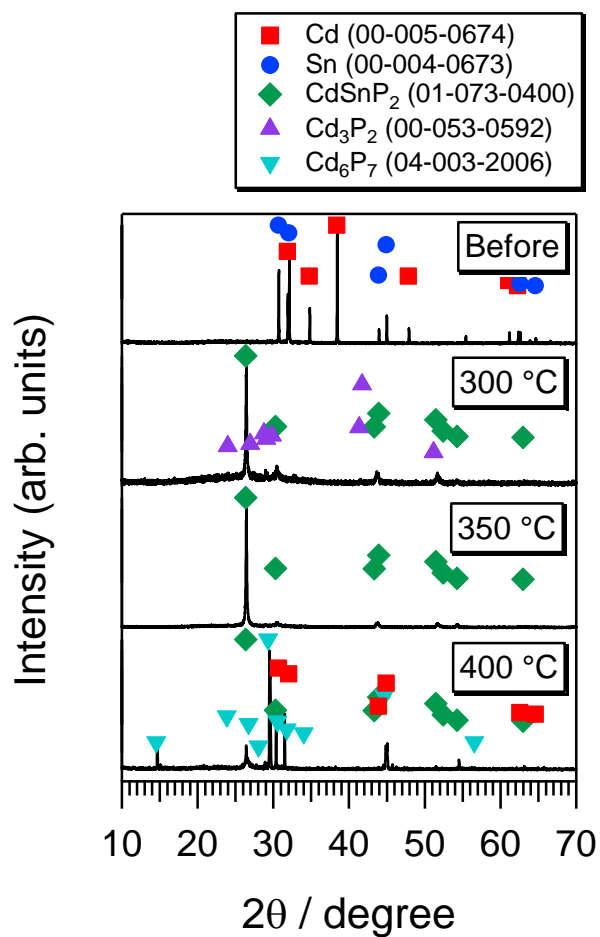 Cd (00-005-0674)
Sn (00-004-0673)
CdSnP₂ (01-073-0400)
Cd₃P₂ (00-053-0592)
Cd₆P₇ (04-003-2006)
Before
300 °C
350 °C
400 °C
Intensity (arb. units)
10 20 30 40 50 60 70
2θ / degree